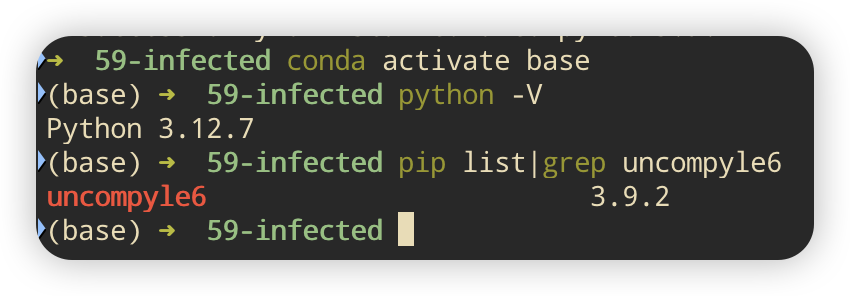 ➜  59-infected conda activate base
(base) ➜  59-infected python -V
Python 3.12.7
(base) ➜  59-infected pip list|grep uncompyle6
uncompyle6                        3.9.2
(base) ➜  59-infected